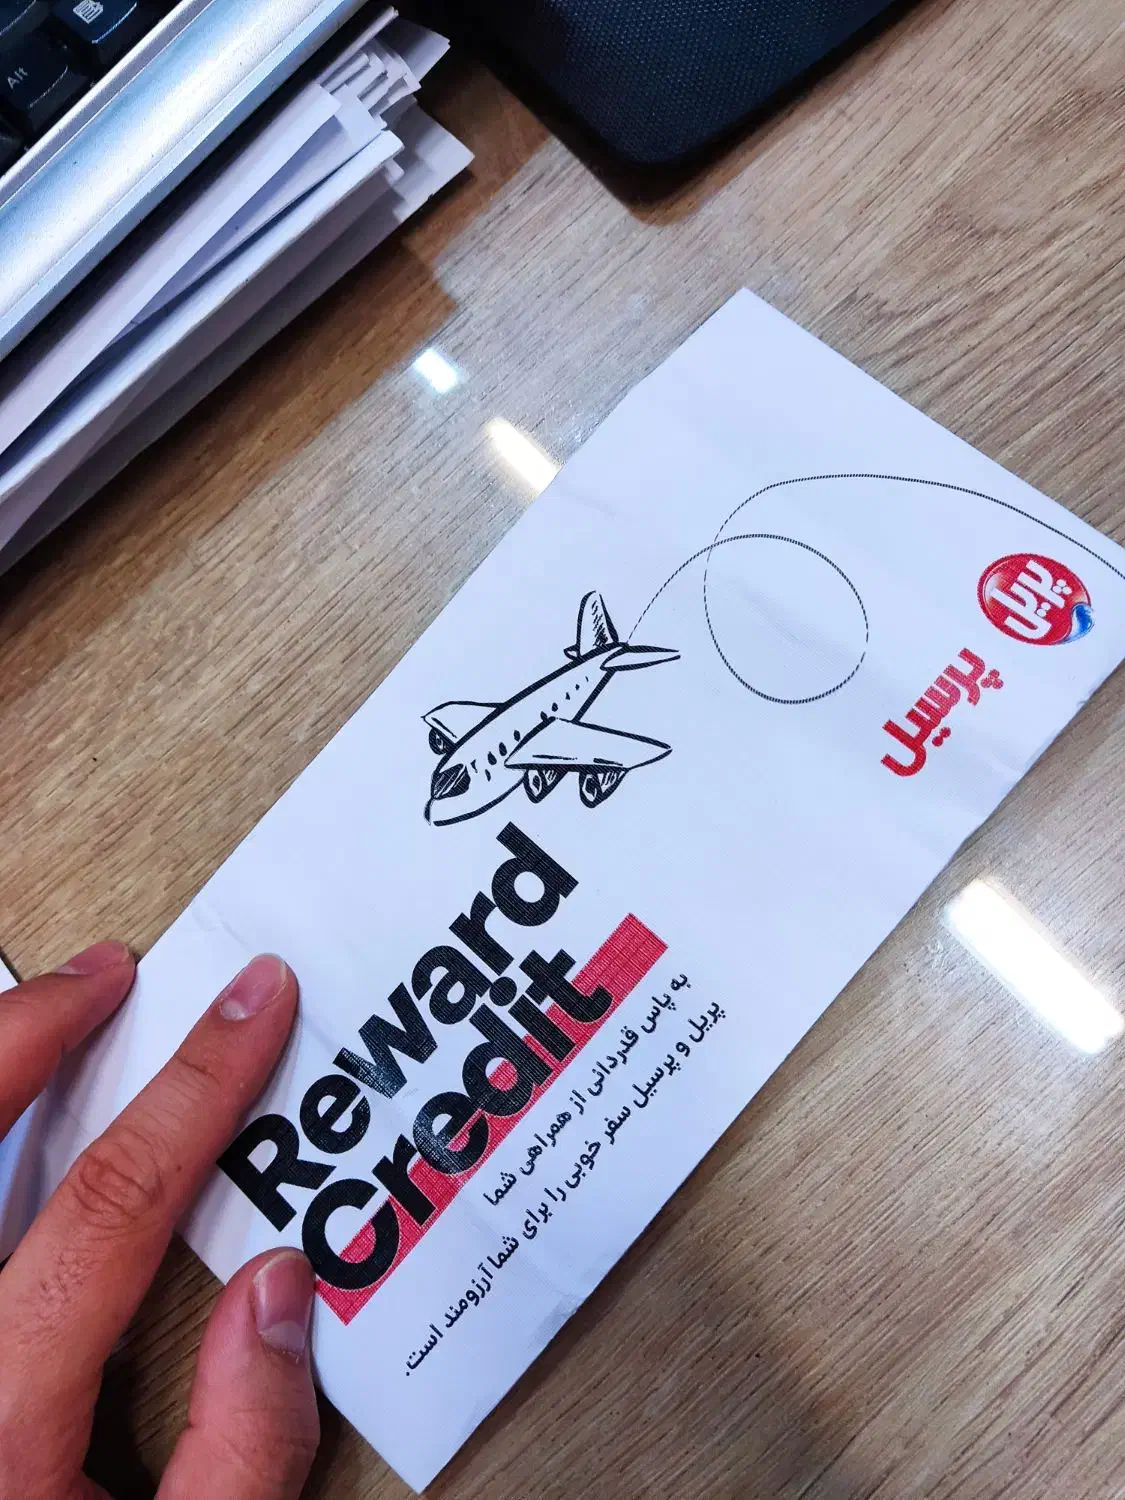 Alt
پریل
پرسیل
Reward
Credit
به پاس قدردانی از همراهی شما
پریل و پرسیل سفر خوبی را برای شما آرزومند است.